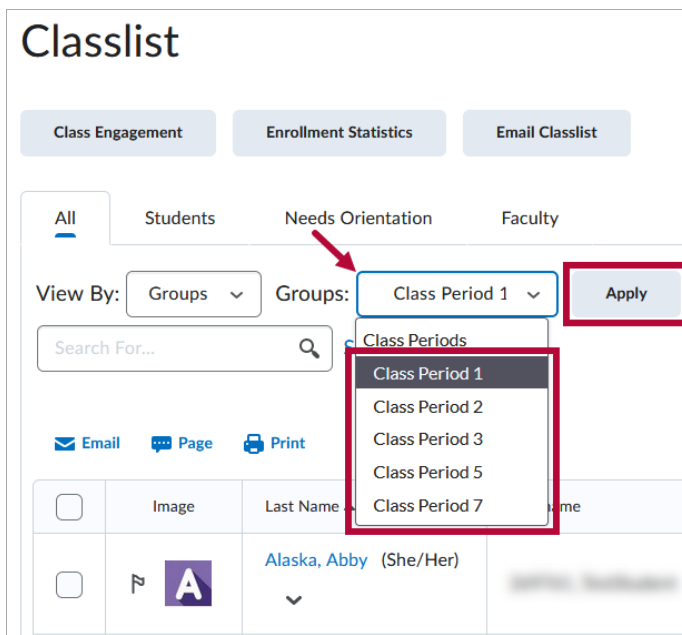 Classlist
Class Engagement Enrollment Statistics Email Classlist
All Students Needs Orientation Faculty
View By: Groups Groups: Class Period 1 Apply
Search For...
Class Periods
Class Period 1
Class Period 2
Class Period 3
Class Period 5
Class Period 7
Email Page Print
Image Last Name
Alaska, Abby (She/Her)
A